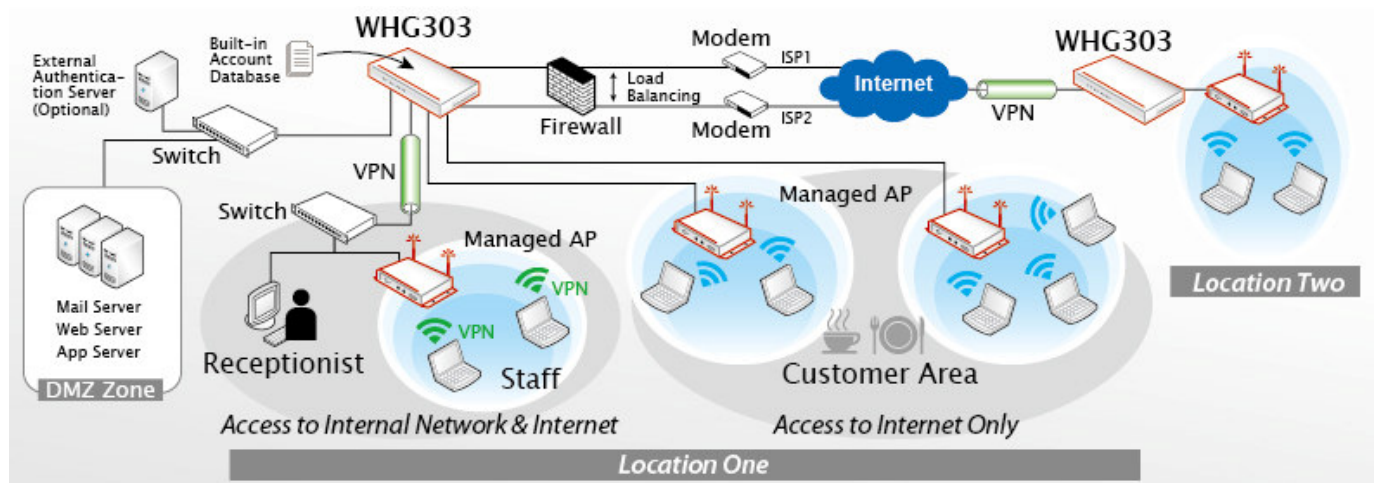 WHG303
Built-in
Account
Database
External
Authentica-
tion Server
(Optional)
Modem
ISP1
Load
Balancing
Firewall
Modem
ISP2
Internet
VPN
WHG303
Switch
VPN
Switch
Managed AP
Managed AP
Mail Server
Web Server
App Server
DMZ Zone
VPN
VPN
Receptionist
Staff
Customer Area
Access to Internal Network & Internet
Access to Internet Only
Location One
Location Two